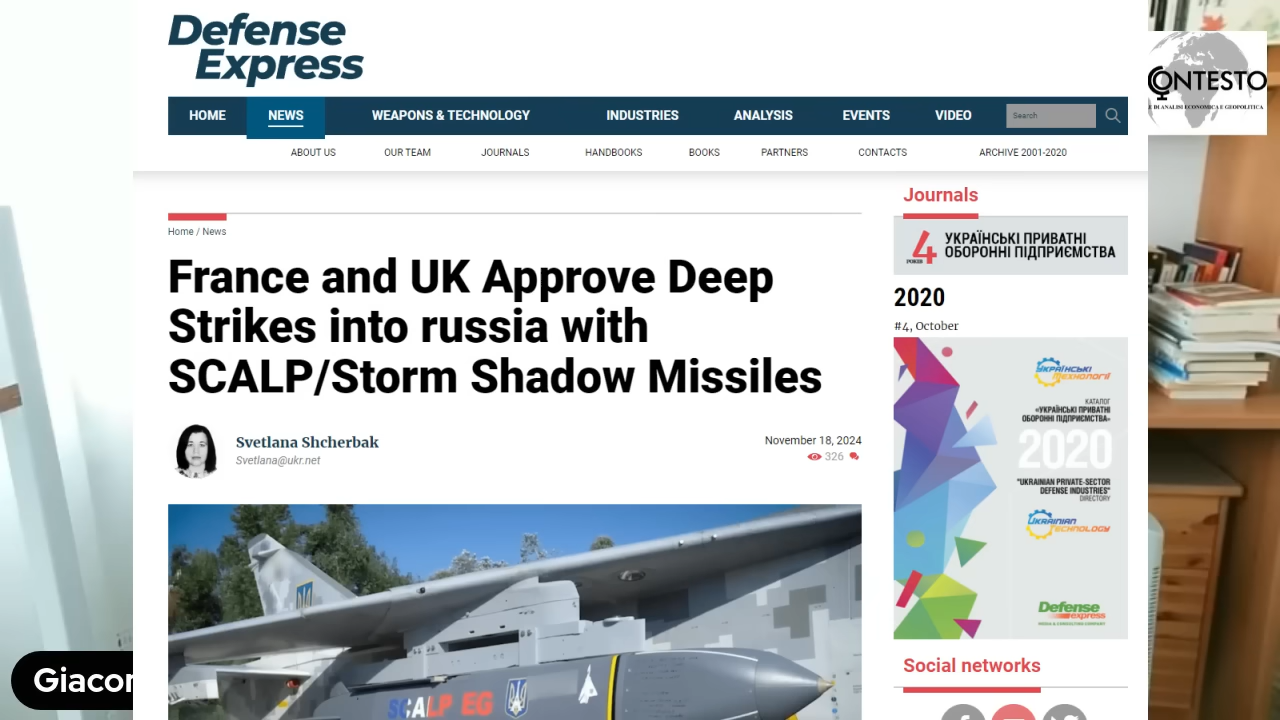 Defense
Express
HOME NEWS WEAPONS & TECHNOLOGY INDUSTRIES ANALYSIS EVENTS VIDEO Search
ABOUT US OUR TEAM JOURNALS HANDBOOKS BOOKS PARTNERS CONTACTS ARCHIVE 2001-2020
CONTESTO
E DI ANALISI ECONOMICA E GEOPOLITICA
Home / News
France and UK Approve Deep
Strikes into russia with
SCALP/Storm Shadow Missiles
Svetlana Shcherbak
Svetlana@ukr.net
November 18, 2024
326
SCALP EG
Giacom
Journals
4 УКРАЇНСЬКІ ПРИВАТНІ
ОБОРОННІ ПІДПРИЄМСТВА
2020
#4, October
УКРАЇНСЬКІ
ТЕХНОЛОГІЇ
КАТАЛОГ
«УКРАЇНСЬКІ ПРИВАТНІ
ОБОРОННІ ПІДПРИЄМСТВА»
2020
"UKRAINIAN PRIVATE-SECTOR
DEFENSE INDUSTRIES"
DIRECTORY
UKRAINIAN
TECHNOLOGY
Defense
express
MEDIA & CONSULTING COMPANY
Social networks